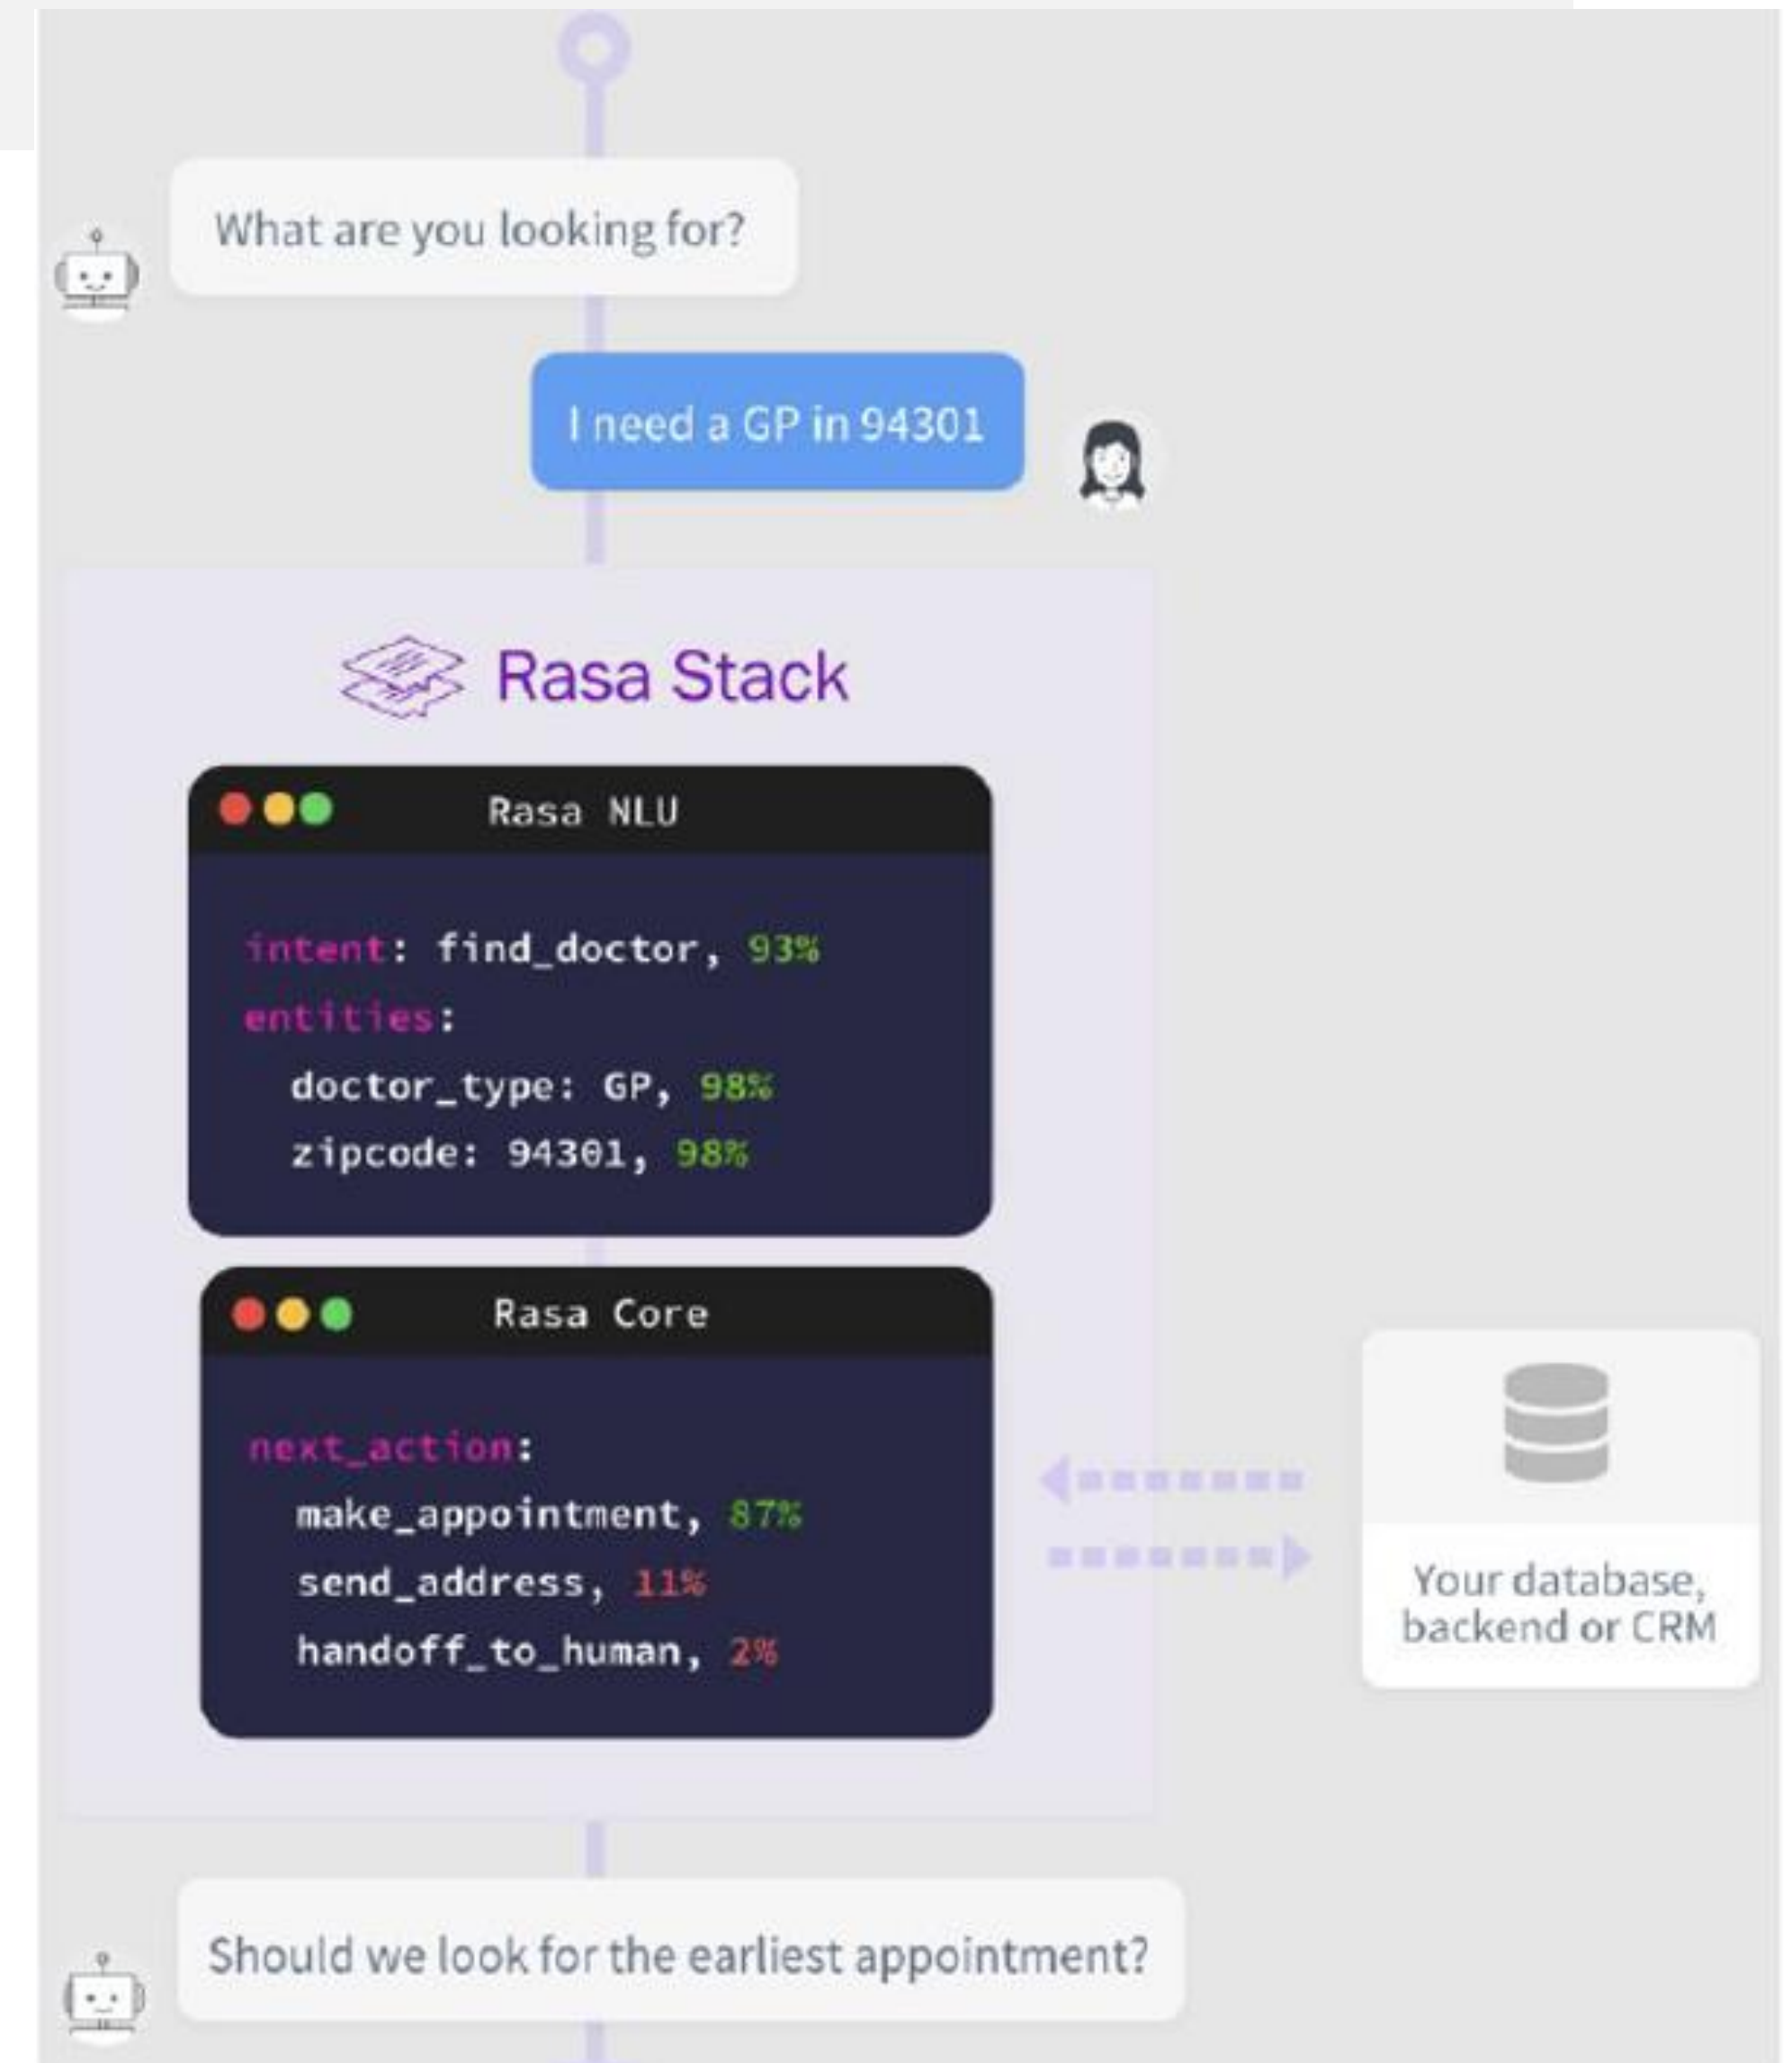 What are you looking for?
I need a GP in 94301
Rasa Stack
Rasa NLU
intent: find_doctor, 93%
entities:
doctor_type: GP, 98%
zipcode: 94301, 98%
Rasa Core
next_action:
make_appointment, 87%
send_address, 11%
handoff_to_human, 2%
Your database,
backend or CRM
Should we look for the earliest appointment?